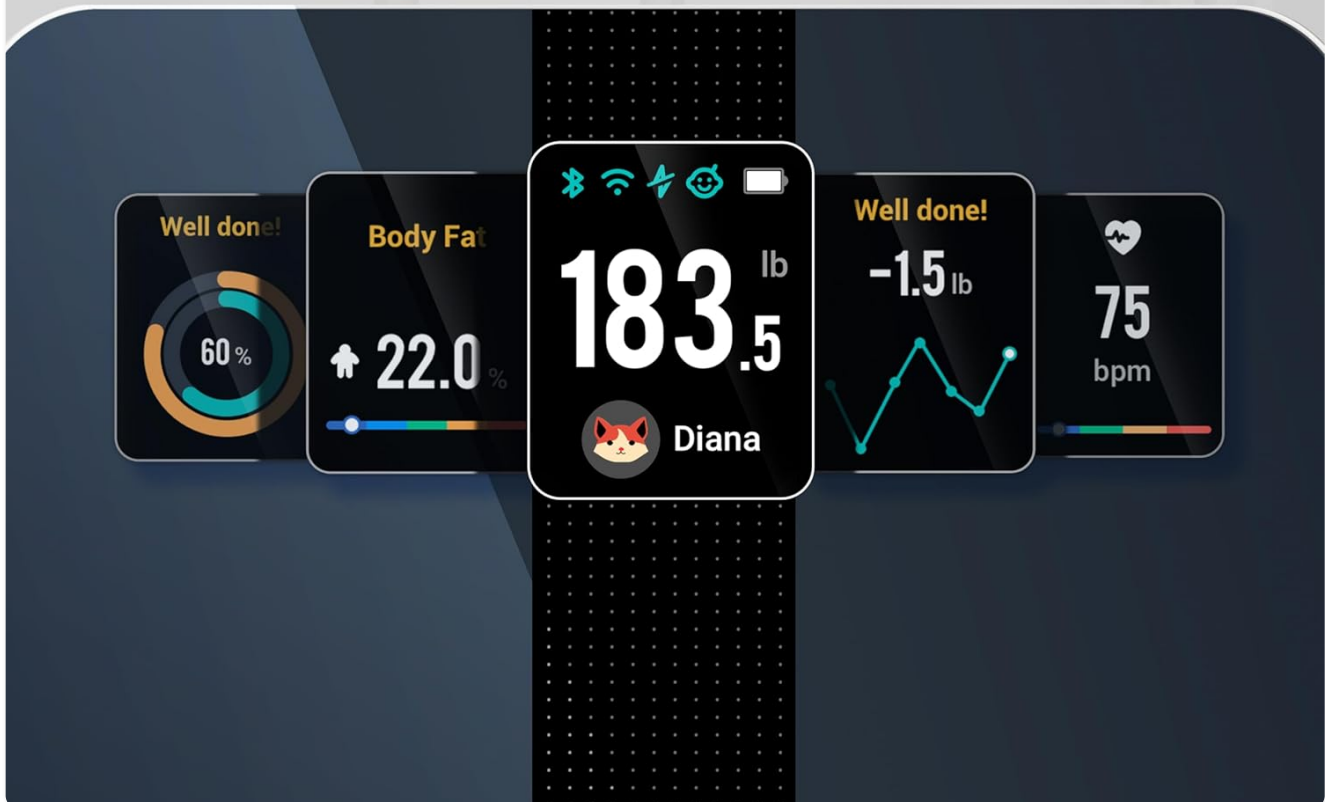 Well done!
60 %
Body Fat
22.0 %
183.5 lb
Diana
Well done!
-1.5 lb
75
bpm